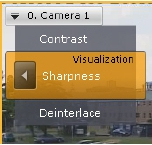 0. Camera 1
Contrast
Visualization
Sharpness
Deinterlace